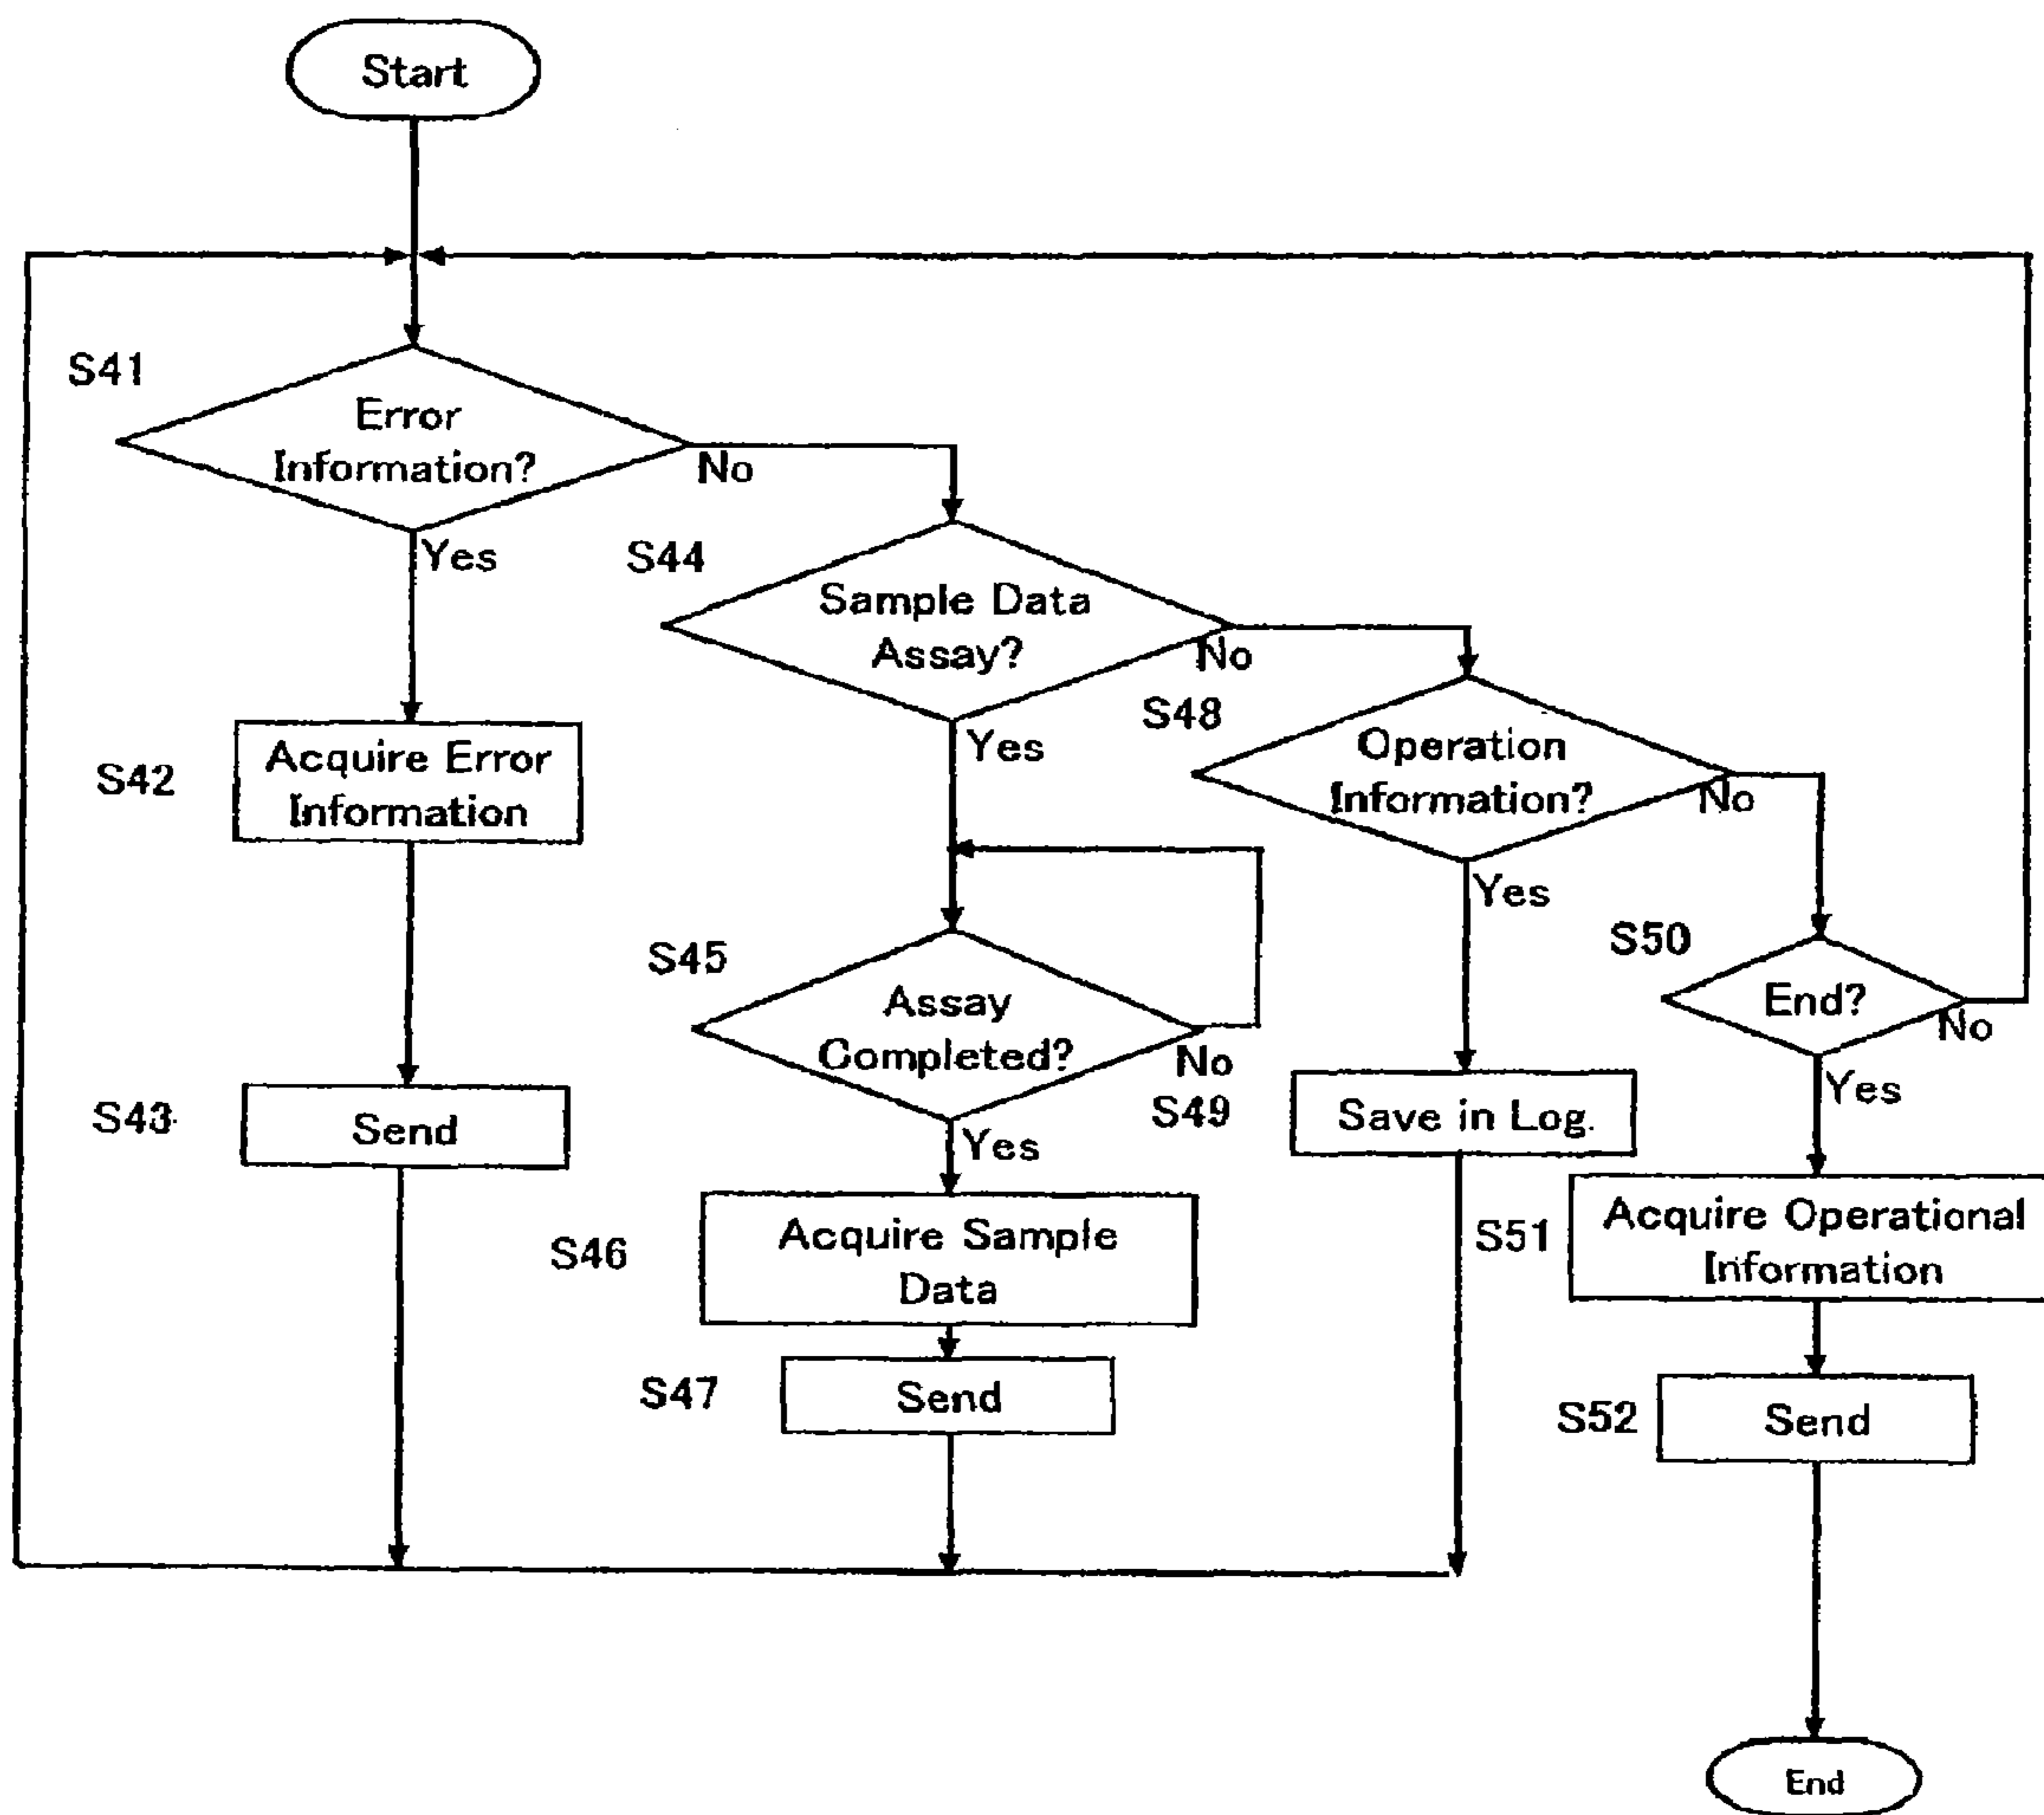 Start
S41
Error
Information?
No
Yes
S44
Sample Data
Assay?
No
Yes
S42
Acquire Error
Information
S48
Operation
Information?
No
Yes
S45
Assay
Completed?
No
Yes
S50
End?
No
Yes
S43
Send
S49
Save in Log.
S46
Acquire Sample
Data
S51
Acquire Operational
Information
S47
Send
S52
Send
End